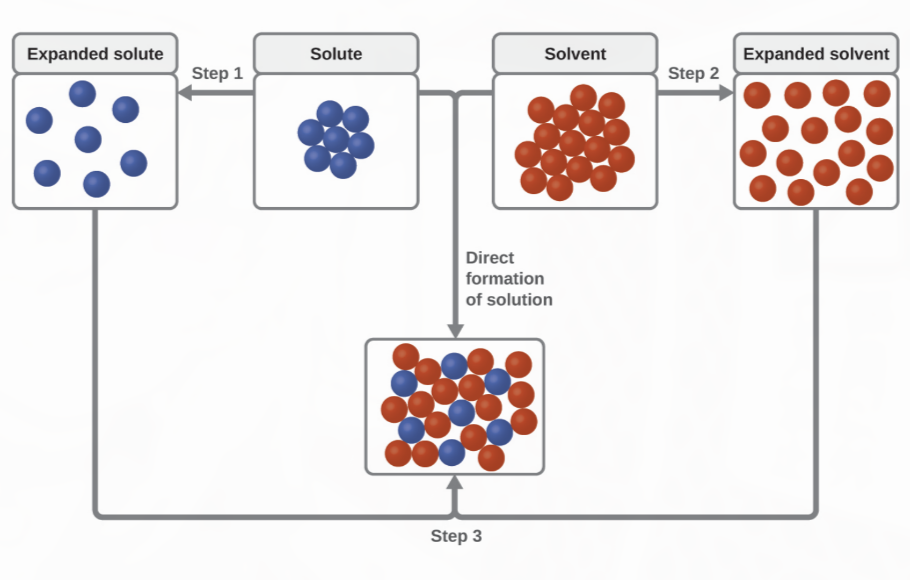 Expanded solute
Solute
Solvent
Expanded solvent
Step 1
Step 2
Direct
formation
of solution
Step 3